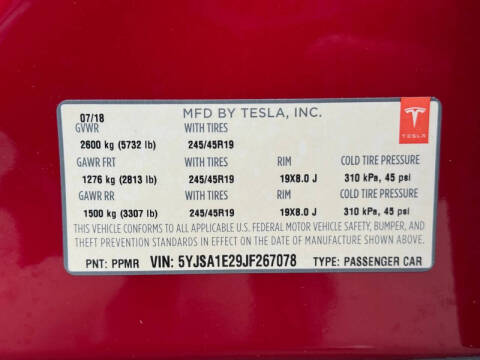 07/18 MFD BY TESLA, INC.
GVWR WITH TIRES
2600 kg (5732 lb) 245/45R19
TESLA
GAWR FRT WITH TIRES RIM COLD TIRE PRESSURE
1276 kg (2813 lb) 245/45R19 19X8.0 J 310 kPa, 45 psi
GAWR RR WITH TIRES RIM COLD TIRE PRESSURE
1500 kg (3307 lb) 245/45R19 19X8.0 J 310 kPa, 45 psi
THIS VEHICLE CONFORMS TO ALL APPLICABLE U.S. FEDERAL MOTOR VEHICLE SAFETY, BUMPER, AND
THEFT PREVENTION STANDARDS IN EFFECT ON THE DATE OF MANUFACTURE SHOWN ABOVE.
PNT: PPMR VIN: 5YJSA1E29JF267078 TYPE: PASSENGER CAR